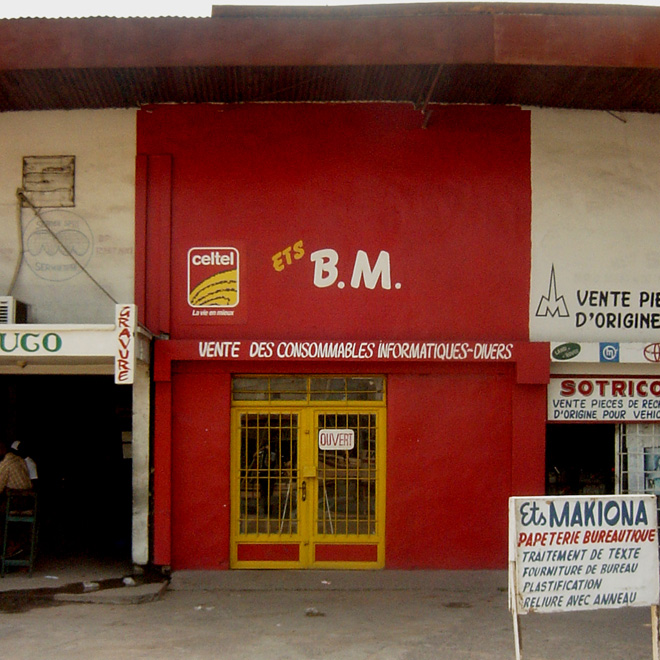 celtel
La vie en mieux
ETS B.M.
VENTE DES CONSOMMABLES INFORMATIQUES-DIVERS
OUVERT
UGO
GRAVURE
VENTE PIE
D'ORIGINE
SOTRICO
VENTE PIECES DE REC
D'ORIGINE POUR VEHIC
Ets MAKIONA
PAPETERIE BUREAUTIQUE
TRAITEMENT DE TEXTE
FOURNITURE DE BUREAU
PLASTIFICATION
RELIURE AVEC ANNEAU